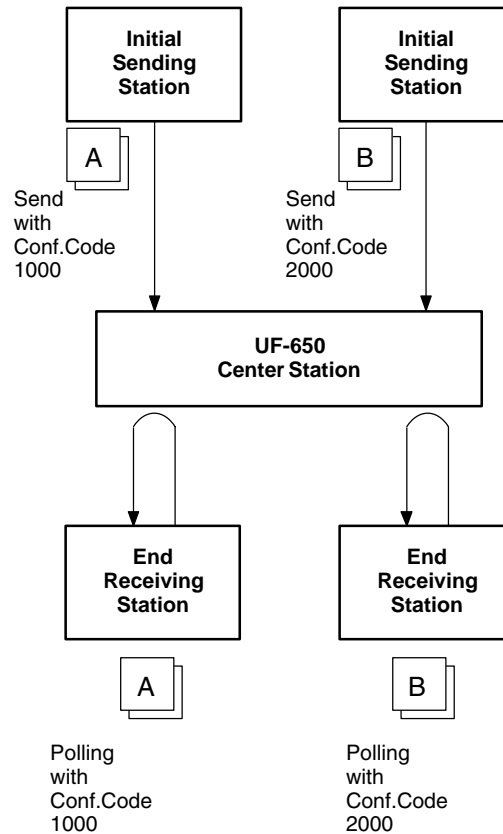 Initial
Sending
Station
Initial
Sending
Station
A
B
Send
with
Conf.Code
1000
Send
with
Conf.Code
2000
UF-650
Center Station
End
Receiving
Station
End
Receiving
Station
A
B
Polling
with
Conf.Code
1000
Polling
with
Conf.Code
2000